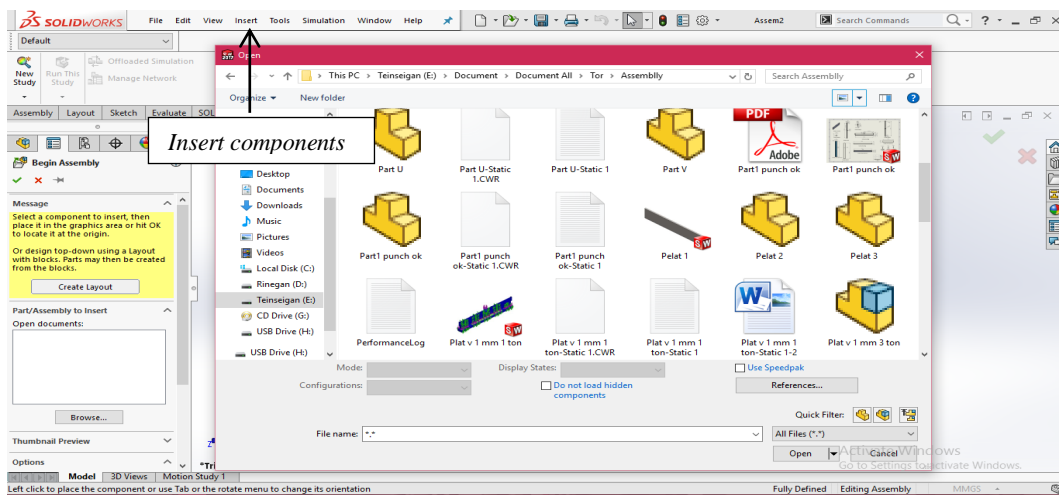 SOLIDWORKS File Edit View Insert Tools Simulation Window Help Assem2 Search Commands
Default
New Study
Run This Study
Offloaded Simulation
Manage Network
Assembly Layout Sketch Evaluate SOL
Begin Assembly
Message
Select a component to insert, then
place it in the graphics area or hit OK
to locate it at the origin.
Or design top-down using a Layout
with blocks. Parts may then be created
from the blocks.
Create Layout
Part/Assembly to Insert
Open documents:
Browse...
Thumbnail Preview
Options
Insert components
Open
This PC > Teinseigan (E:) > Document > Document All > Tor > Assemblly
Search Assemblly
Organize New folder
Desktop
Documents
Downloads
Music
Pictures
Videos
Local Disk (C:)
Rinegan (D:)
Teinseigan (E:)
CD Drive (G:)
USB Drive (H:)
USB Drive (H:)
PDF
Adobe
Part U
Part U-Static
1.CWR
Part U-Static 1
Part V
Part1 punch ok
Part1 punch ok
Part1 punch ok
Part1 punch
ok-Static 1.CWR
Part1 punch
ok-Static 1
Pelat 1
Pelat 2
Pelat 3
PerformanceLog
Plat v 1 mm 1 ton
Plat v 1 mm 1
ton-Static 1.CWR
Plat v 1 mm 1
ton-Static 1
Plat v 1 mm 1
ton-Static 1-2
Plat v 1 mm 3 ton
Mode:
Display States:
Use Speedpak
Configurations:
Do not load hidden
components
References...
Quick Filter:
File name: *.*
All Files (*.*)
Open Cancel
Activate Windows
Go to Settings to activate Windows.
*Tri
Model 3D Views Motion Study 1
Left click to place the component or use Tab or the rotate menu to change its orientation
Fully Defined Editing Assembly MMGS